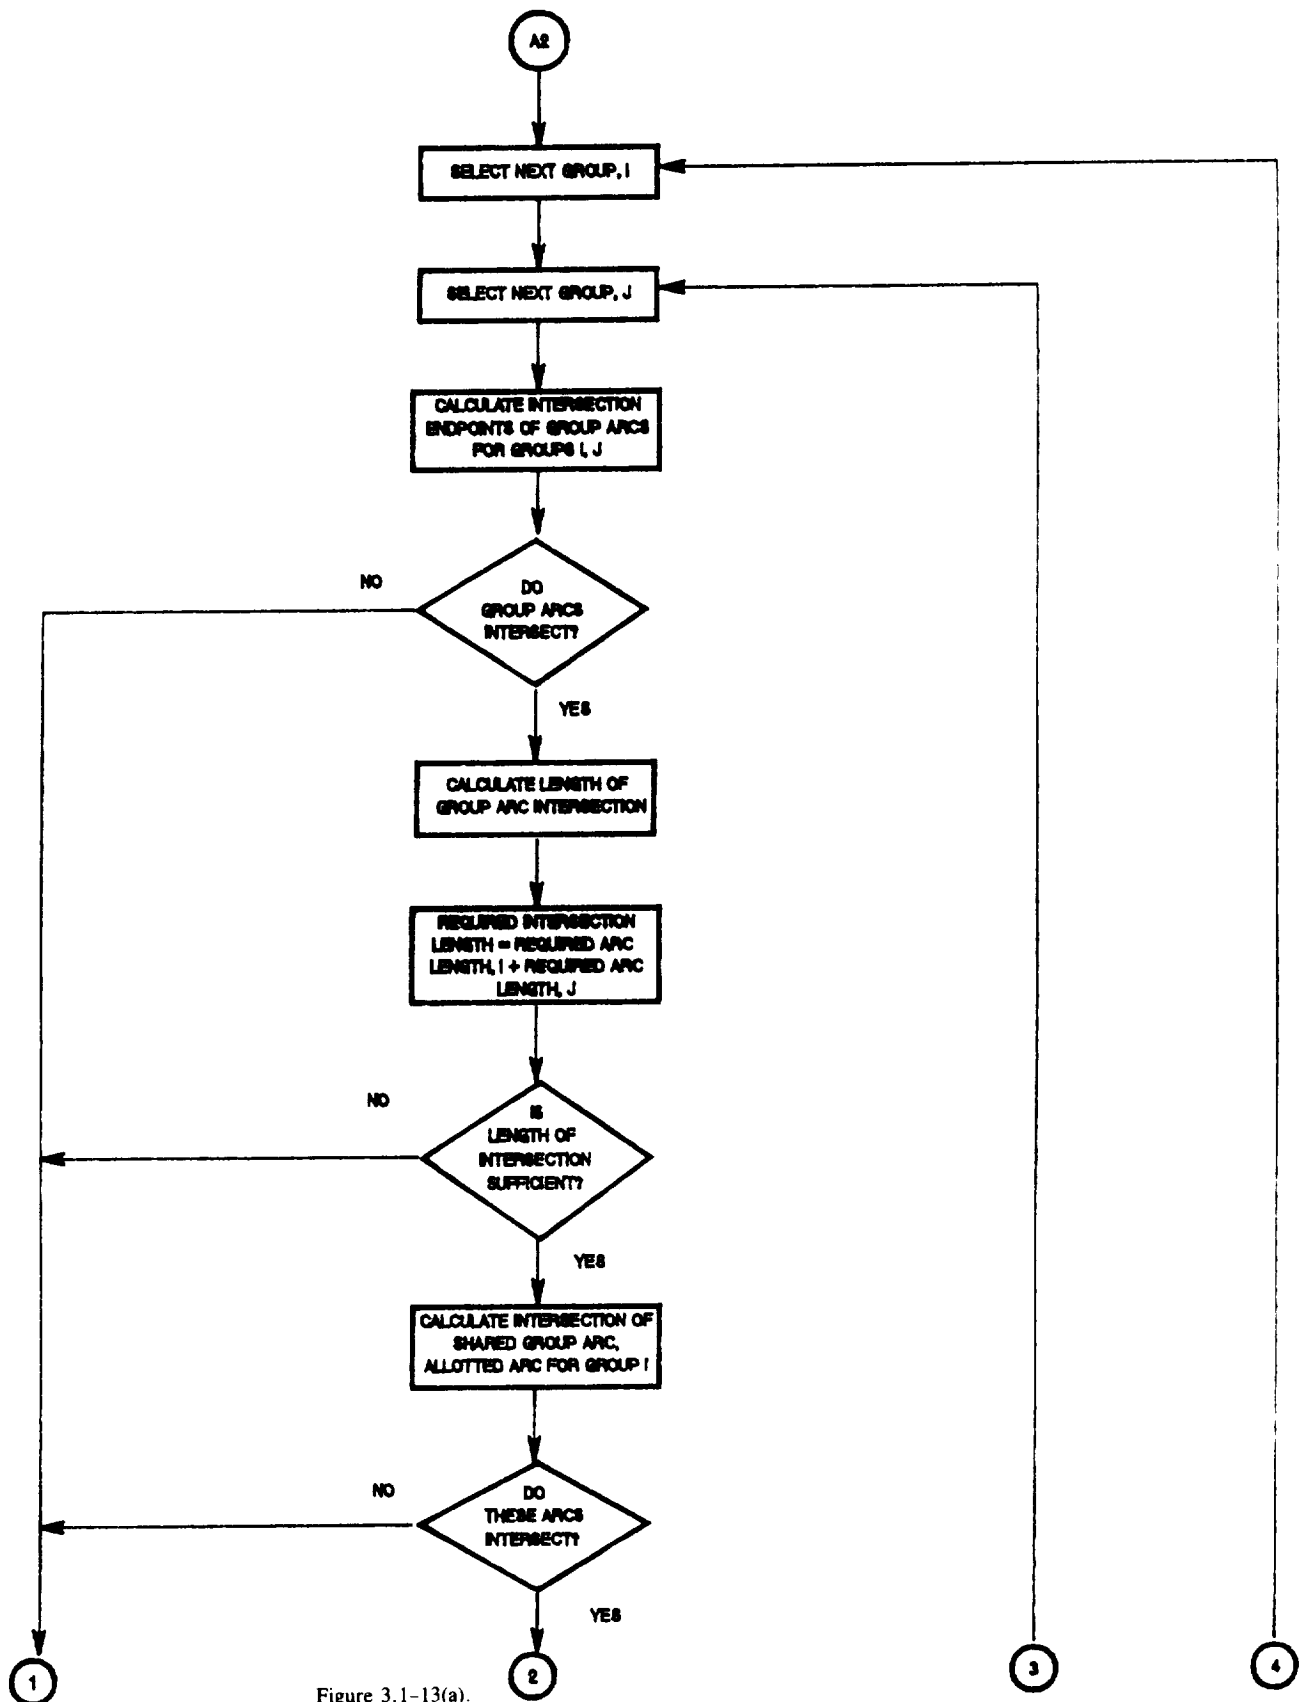 A2
SELECT NEXT GROUP, I
SELECT NEXT GROUP, J
CALCULATE INTERSECTION
ENDPOINTS OF GROUP ARCS
FOR GROUPS I, J
NO
DO
GROUP ARCS
INTERSECT?
YES
CALCULATE LENGTH OF
GROUP ARC INTERSECTION
REQUIRED INTERSECTION
LENGTH = REQUIRED ARC
LENGTH, I + REQUIRED ARC
LENGTH, J
NO
IS
LENGTH OF
INTERSECTION
SUFFICIENT?
YES
CALCULATE INTERSECTION OF
SHARED GROUP ARC,
ALLOTTED ARC FOR GROUP I
NO
DO
THESE ARCS
INTERSECT?
YES
1
2
3
4
Figure 3.1-13(a).